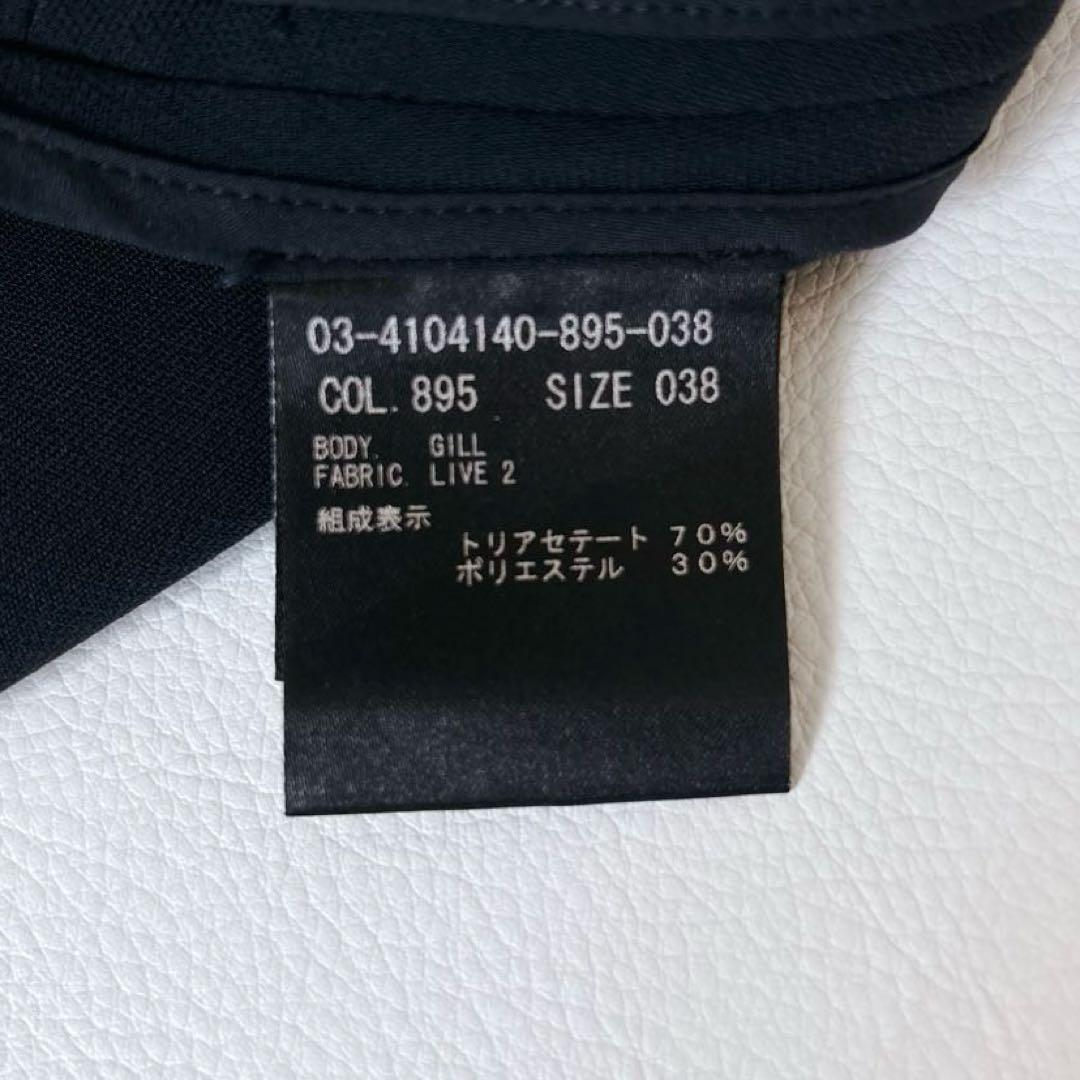 03-4104140-895-038
COL. 895 SIZE 038
BODY. GILL
FABRIC. LIVE 2
組成表示
トリアセテート 70%
ポリエステル 30%